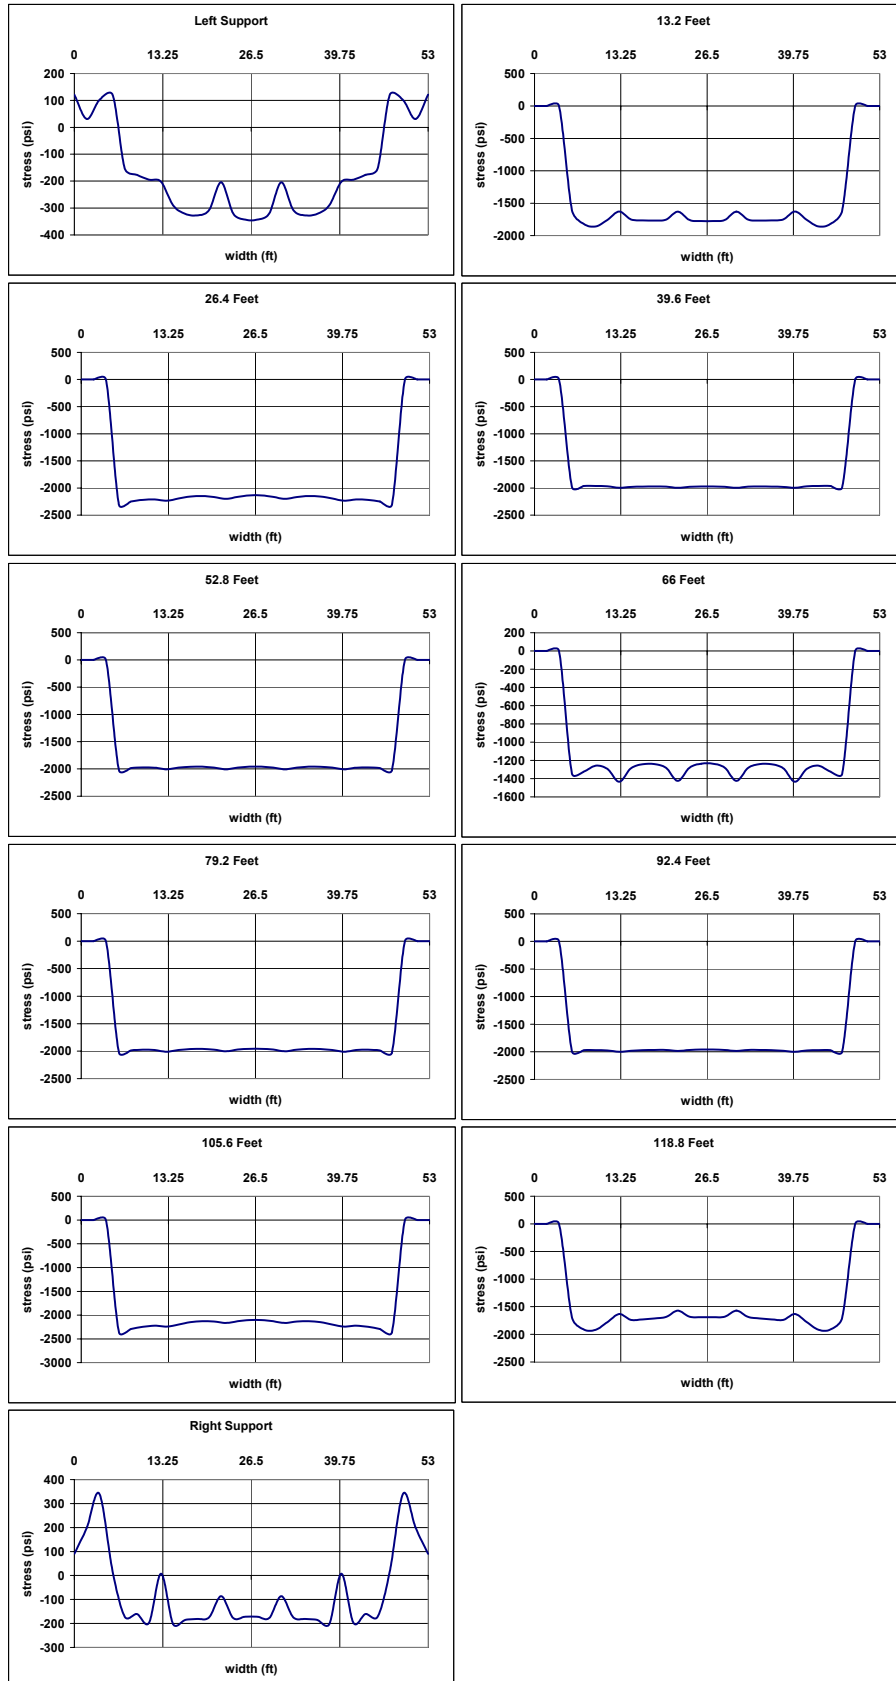 Left Support
0 13.25 26.5 39.75 53
200
100
0
-100
-200
-300
-400
stress (psi)
width (ft)
13.2 Feet
0 13.25 26.5 39.75 53
500
0
-500
-1000
-1500
-2000
stress (psi)
width (ft)
26.4 Feet
0 13.25 26.5 39.75 53
500
0
-500
-1000
-1500
-2000
-2500
stress (psi)
width (ft)
39.6 Feet
0 13.25 26.5 39.75 53
500
0
-500
-1000
-1500
-2000
-2500
stress (psi)
width (ft)
52.8 Feet
0 13.25 26.5 39.75 53
500
0
-500
-1000
-1500
-2000
-2500
stress (psi)
width (ft)
66 Feet
0 13.25 26.5 39.75 53
200
0
-200
-400
-600
-800
-1000
-1200
-1400
-1600
stress (psi)
width (ft)
79.2 Feet
0 13.25 26.5 39.75 53
500
0
-500
-1000
-1500
-2000
-2500
stress (psi)
width (ft)
92.4 Feet
0 13.25 26.5 39.75 53
500
0
-500
-1000
-1500
-2000
-2500
stress (psi)
width (ft)
105.6 Feet
0 13.25 26.5 39.75 53
500
0
-500
-1000
-1500
-2000
-2500
-3000
stress (psi)
width (ft)
118.8 Feet
0 13.25 26.5 39.75 53
500
0
-500
-1000
-1500
-2000
-2500
stress (psi)
width (ft)
Right Support
0 13.25 26.5 39.75 53
400
300
200
100
0
-100
-200
-300
stress (psi)
width (ft)